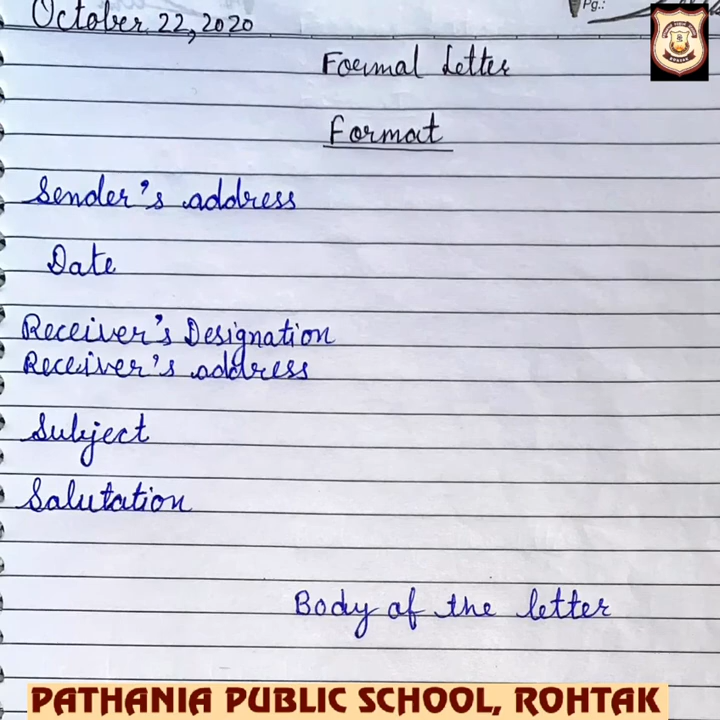 October 22, 2020
Pg.:
Formal Letter
Format
Sender's address
Date
Receiver's Designation
Receiver's address
Subject
Salutation
Body of the letter
PATHANIA PUBLIC SCHOOL, ROHTAK